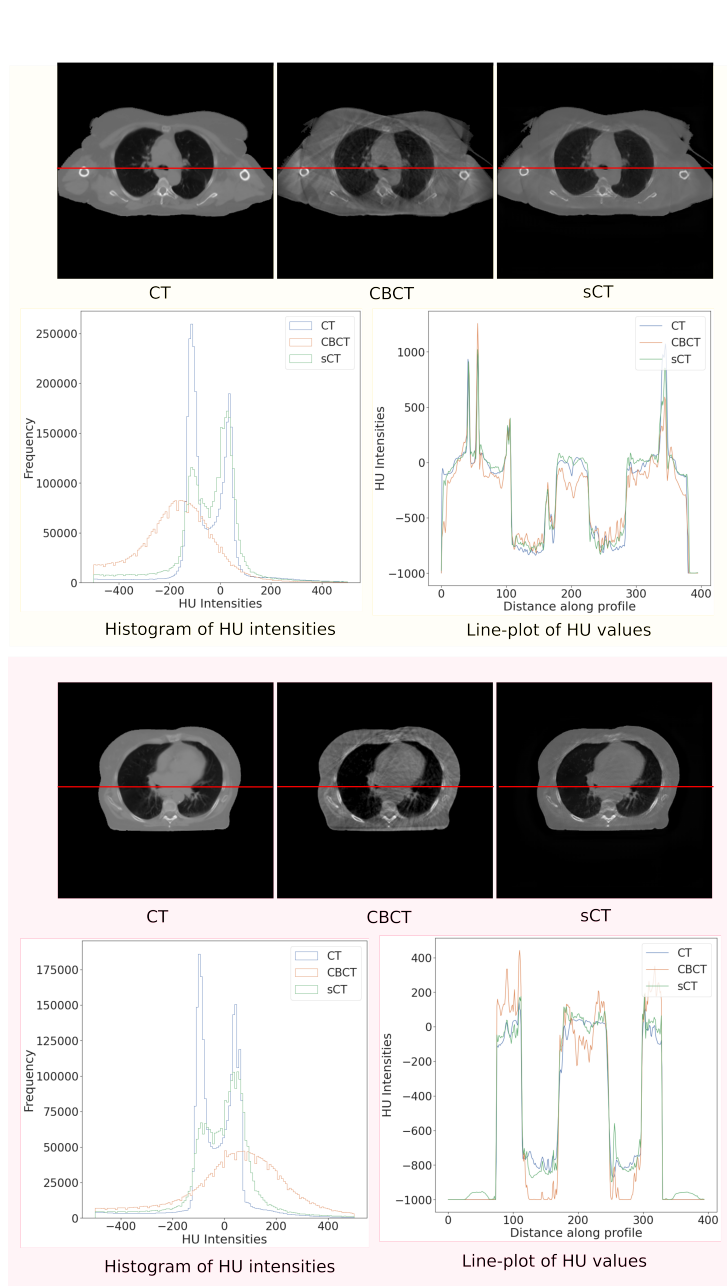 CT CBCT sCT
250000
200000
150000
100000
50000
0
Frequency
−400 −200 0 200 400
HU Intensities
CT
CBCT
sCT
Histogram of HU intensities
1000
500
0
−500
−1000
HU Intensities
0 100 200 300 400
Distance along profile
CT
CBCT
sCT
Line-plot of HU values
CT CBCT sCT
175000
150000
125000
100000
75000
50000
25000
0
Frequency
−400 −200 0 200 400
HU Intensities
CT
CBCT
sCT
Histogram of HU intensities
400
200
0
−200
−400
−600
−800
−1000
HU Intensities
0 100 200 300 400
Distance along profile
CT
CBCT
sCT
Line-plot of HU values